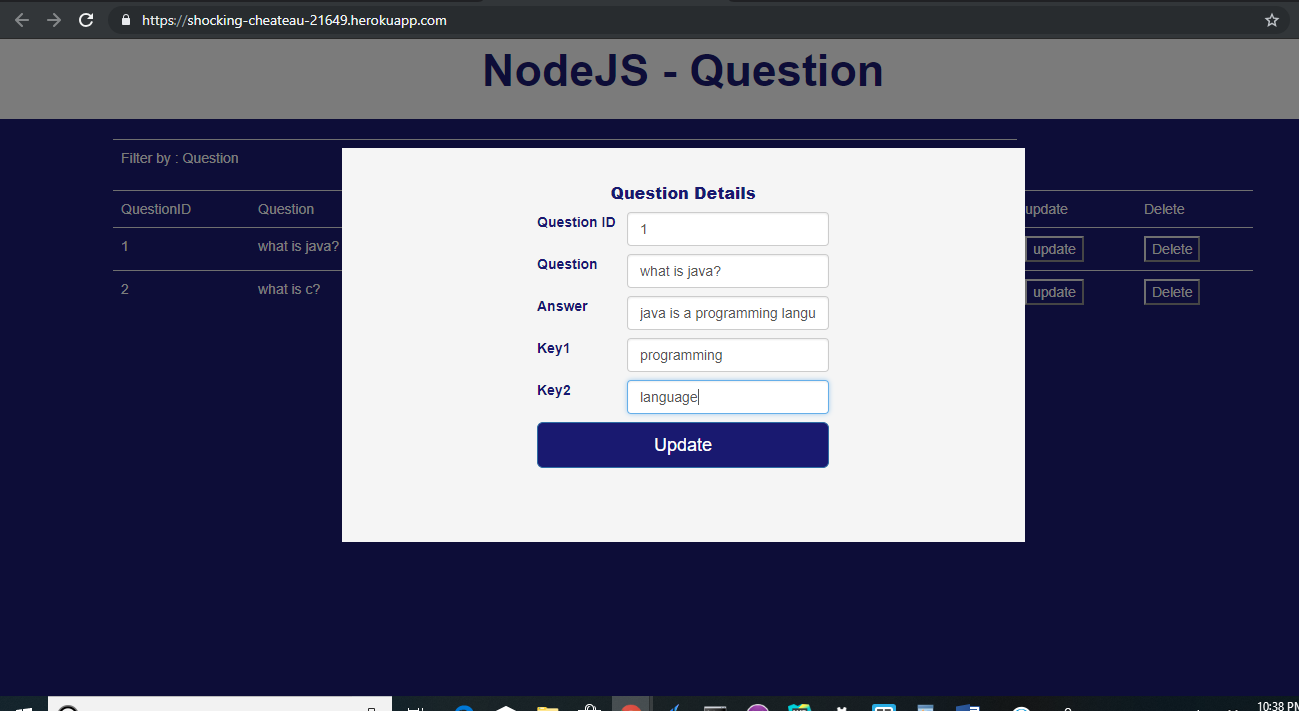 https://shocking-cheateau-21649.herokuapp.com
NodeJS - Question
Filter by : Question
QuestionID Question update Delete
1 what is java? update Delete
2 what is c? update Delete
Question Details
Question ID 1
Question what is java?
Answer java is a programming langu
Key1 programming
Key2 language
Update
10:38 PM